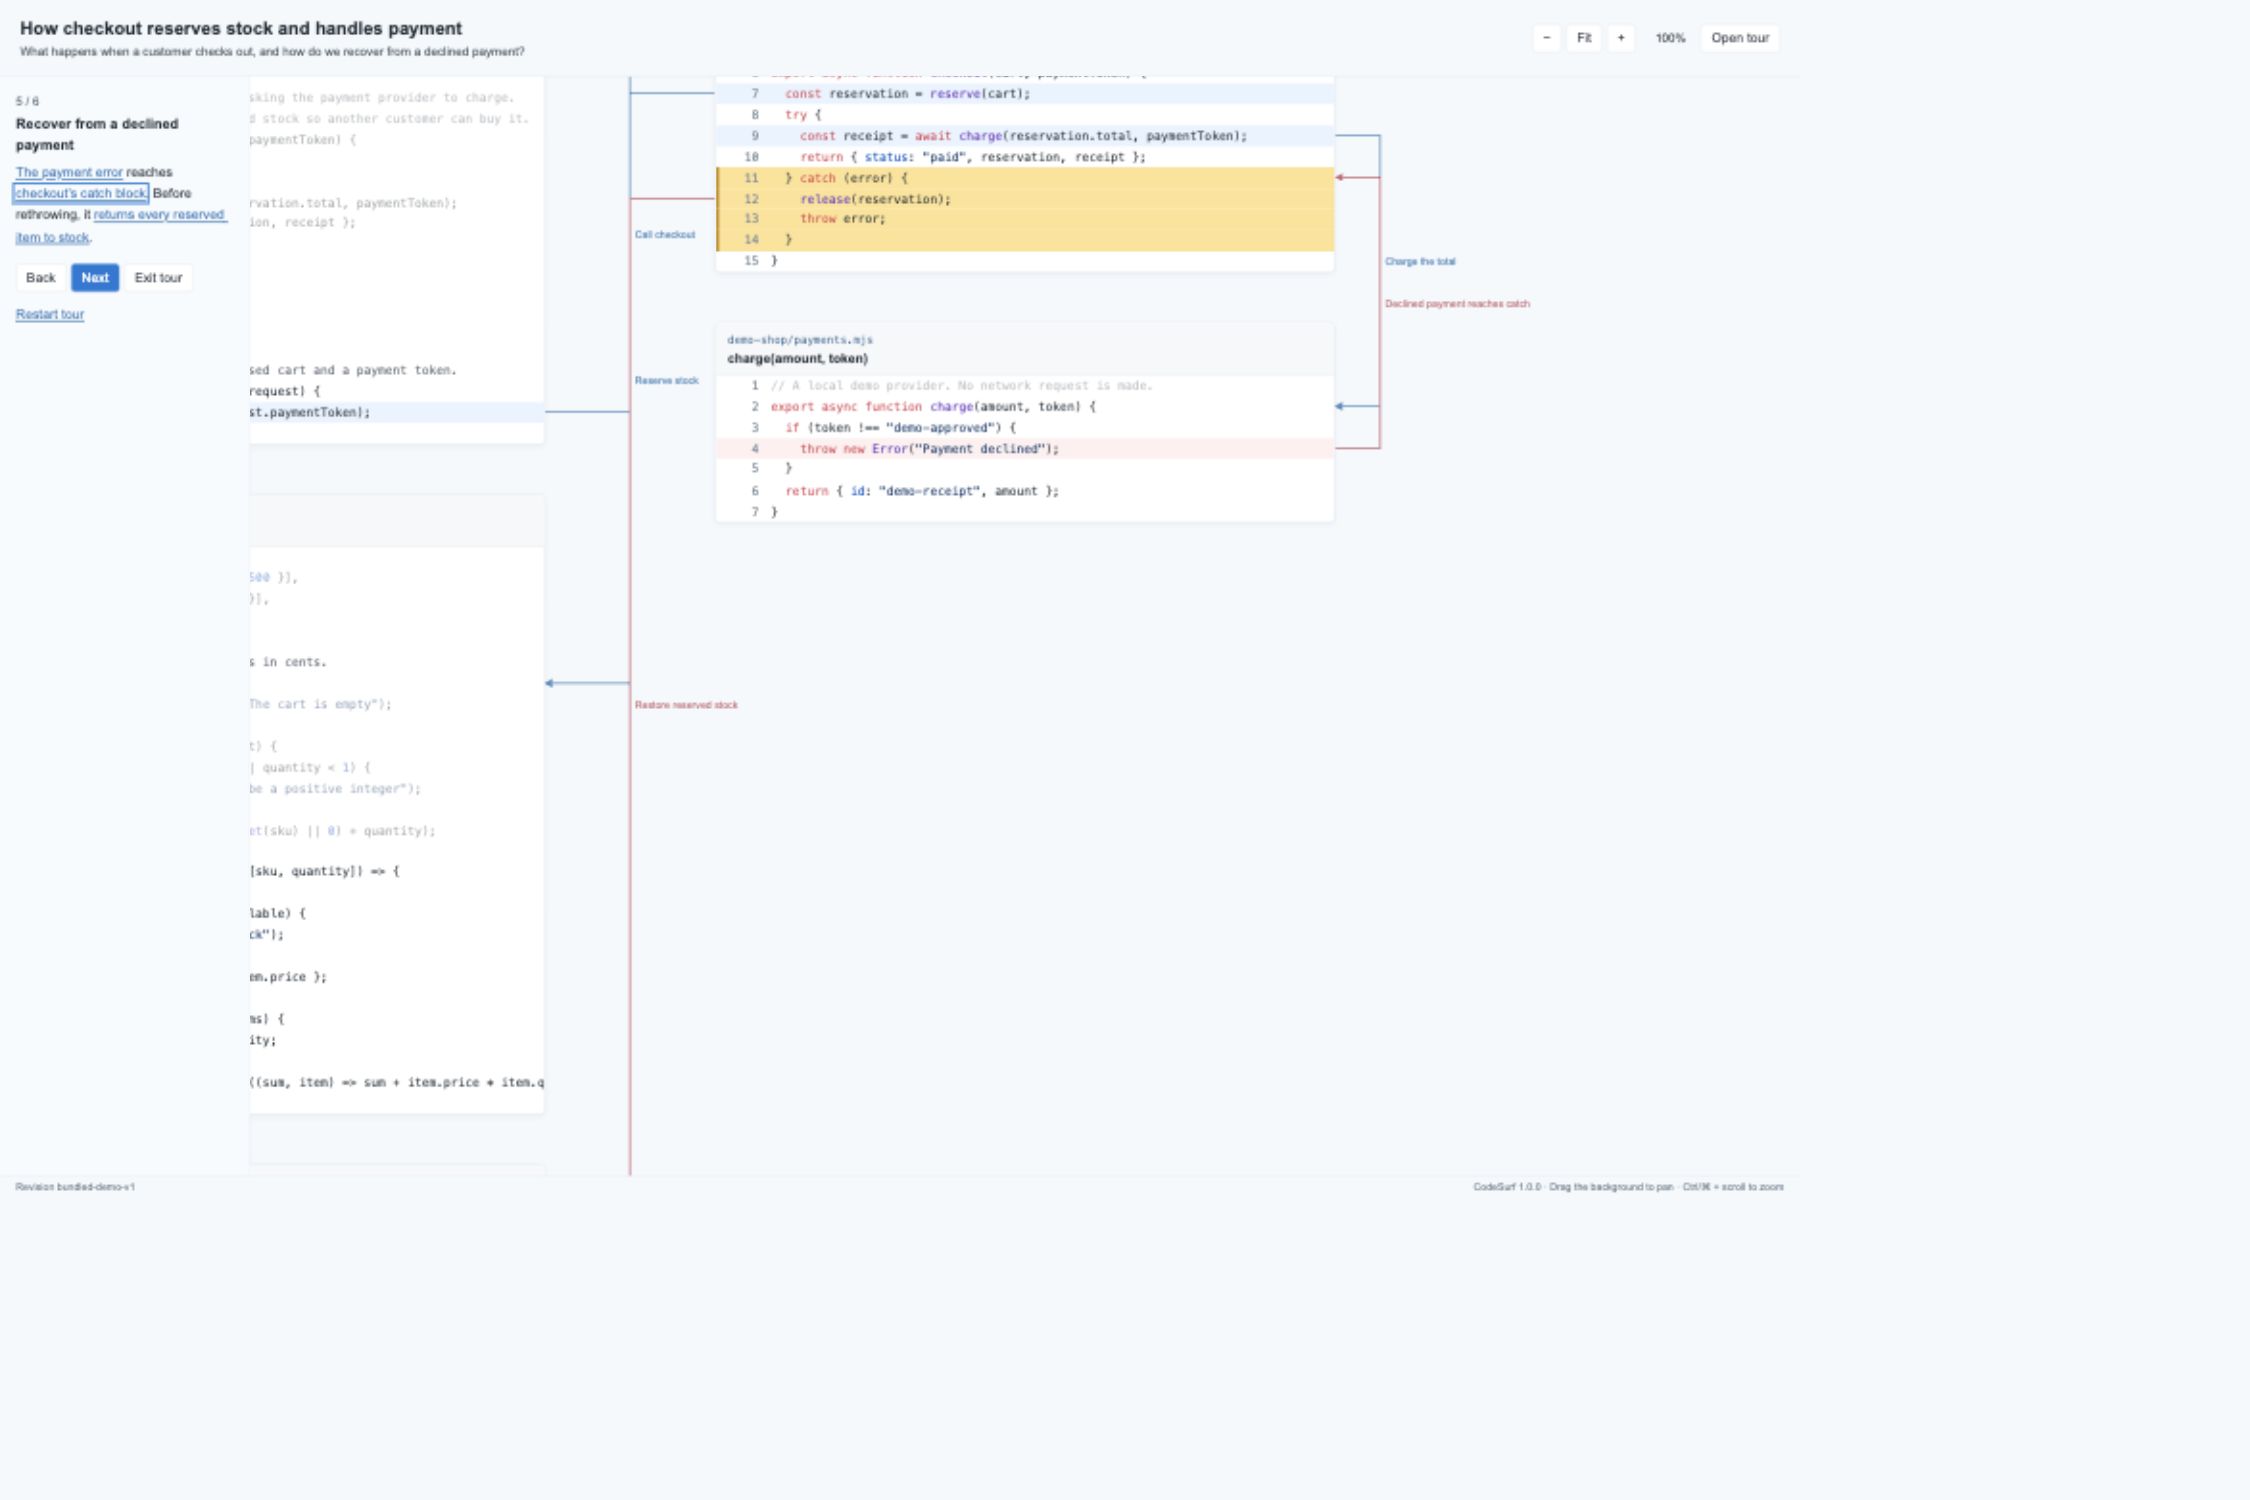 How checkout reserves stock and handles payment
What happens when a customer checks out, and how do we recover from a declined payment?
−
Fit
+
100%
Open tour
5 / 6
Recover from a declined
payment
The payment error reaches
checkout's catch block. Before
rethrowing, it returns every reserved
item to stock.
Back
Next
Exit tour
Restart tour
sking the payment provider to charge.
d stock so another customer can buy it.
paymentToken) {
rvation.total, paymentToken);
ion, receipt };
sed cart and a payment token.
request) {
st.paymentToken);
500 }],
}],
s in cents.
The cart is empty");
t) {
| quantity < 1) {
be a positive integer");
et(sku) || 0) + quantity);
[sku, quantity]) => {
lable) {
ck");
em.price };
ms) {
ity;
((sum, item) => sum + item.price * item.q
Call checkout
Reserve stock
Restore reserved stock
7 const reservation = reserve(cart);
8 try {
9 const receipt = await charge(reservation.total, paymentToken);
10 return { status: "paid", reservation, receipt };
11 } catch (error) {
12 release(reservation);
13 throw error;
14 }
15 }
Charge the total
Declined payment reaches catch
demo-shop/payments.mjs
charge(amount, token)
1 // A local demo provider. No network request is made.
2 export async function charge(amount, token) {
3 if (token !== "demo-approved") {
4 throw new Error("Payment declined");
5 }
6 return { id: "demo-receipt", amount };
7 }
Revision bundled-demo-v1
CodeSurf 1.0.0 · Drag the background to pan · Ctrl/⌘ + scroll to zoom